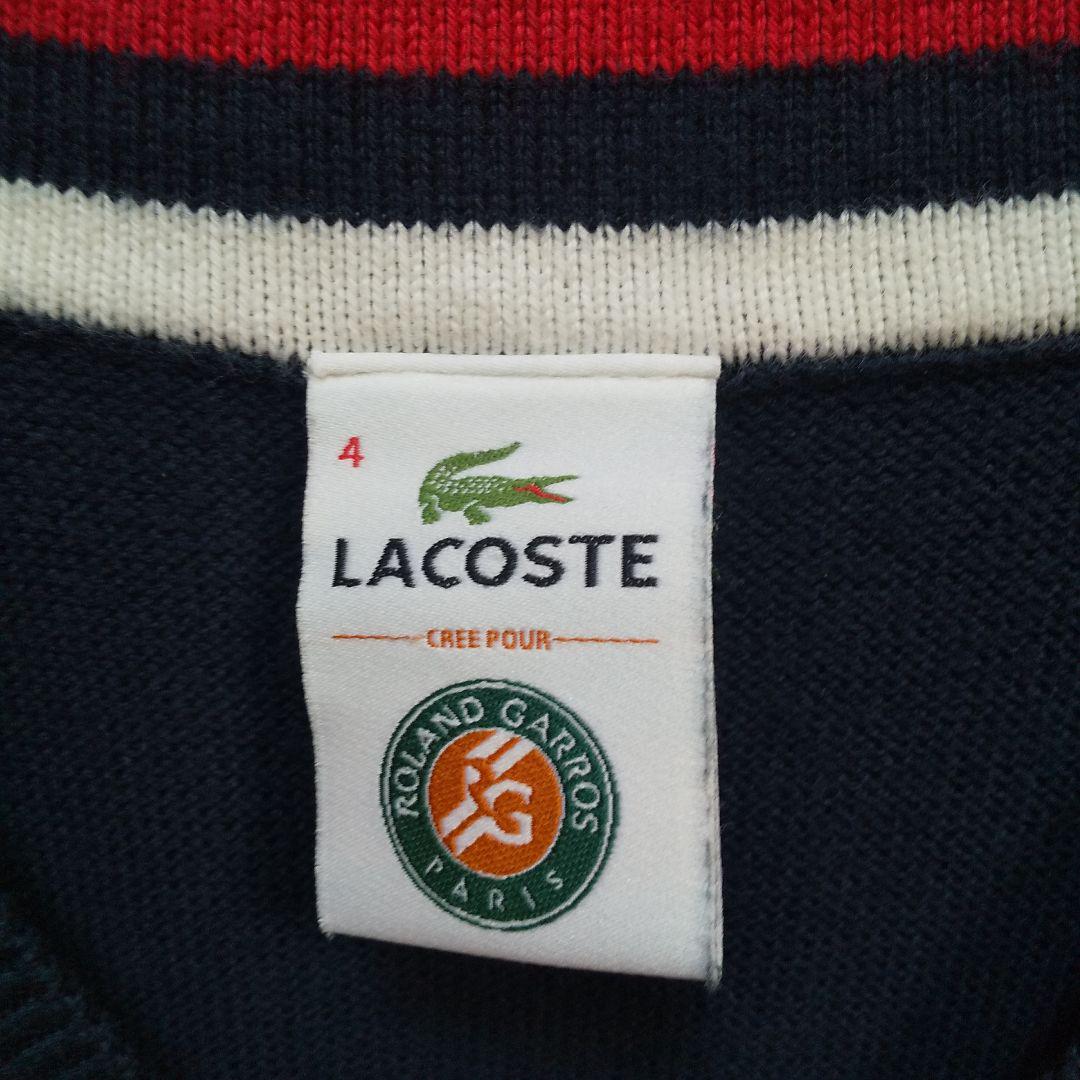 4
LACOSTE
CREE POUR
ROLAND GARROS
RG
PARIS